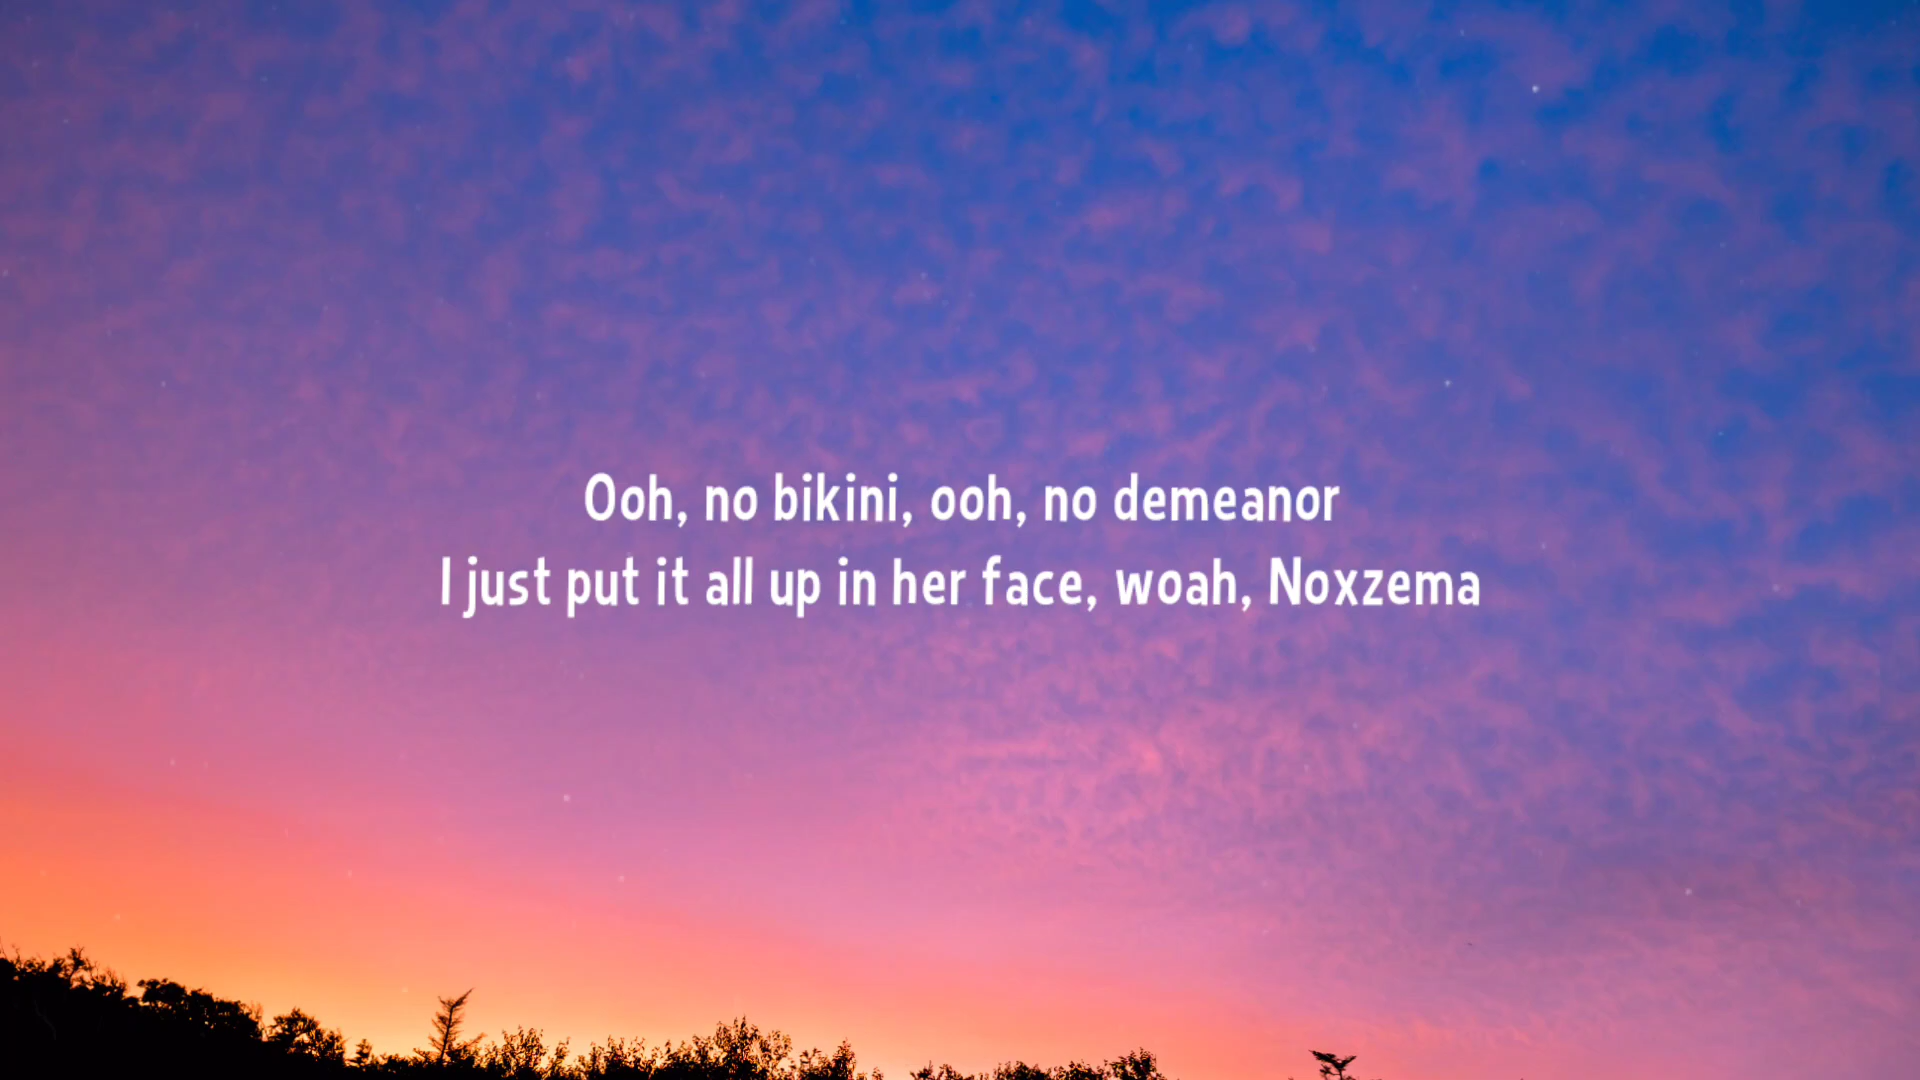 Ooh, no bikini, ooh, no demeanor
I just put it all up in her face, woah, Noxzema